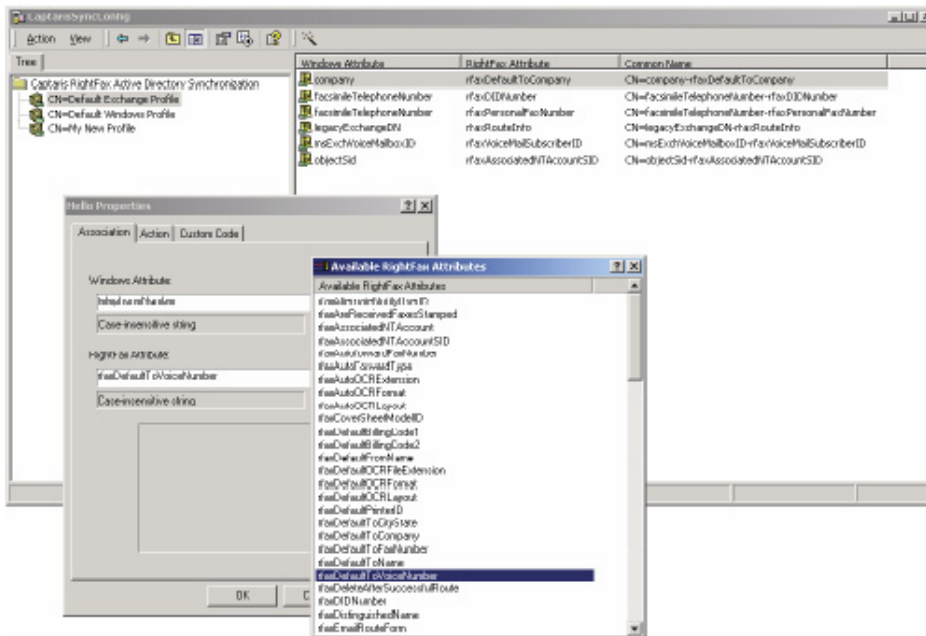 CaptarisSyncConfig
Action View
Tree
Captaris RightFax Active Directory Synchronization
CN=Default Exchange Profile
CN=Default Windows Profile
CN=My New Profile
Windows Attribute RightFax Attribute Common Name
company rfaxDefaultToCompany CN=company-rfaxDefaultToCompany
facsimileTelephoneNumber rfaxDIDNumber CN=facsimileTelephoneNumber-rfaxDIDNumber
facsimileTelephoneNumber rfaxPersonalFaxNumber CN=facsimileTelephoneNumber-rfaxPersonalFaxNumber
legacyExchangeDN rfaxRouteInfo CN=legacyExchangeDN-rfaxRouteInfo
msExchVoiceMailboxID rfaxVoiceMailSubscriberID CN=msExchVoiceMailboxID-rfaxVoiceMailSubscriberID
objectSid rfaxAssociatedNTAccountSID CN=objectSid-rfaxAssociatedNTAccountSID
Hello Properties
Association Action Custom Code
Windows Attribute:
Case-insensitive string
RightFax Attribute:
rfaxDefaultToVoiceNumber
Case-insensitive string
OK
Available RightFax Attributes
Available RightFax Attributes
rfaxAreReceivedFaxesStamped
rfaxAssociatedNTAccount
rfaxAssociatedNTAccountSID
rfaxAutoForwardFaxNumber
rfaxAutoForwardType
rfaxAutoOCRExtension
rfaxAutoOCRFormat
rfaxAutoOCRLayout
rfaxCoverSheetModelID
rfaxDefaultBillingCode1
rfaxDefaultBillingCode2
rfaxDefaultFromName
rfaxDefaultOCRFileExtension
rfaxDefaultOCRFormat
rfaxDefaultOCRLayout
rfaxDefaultPrinterID
rfaxDefaultToCityState
rfaxDefaultToCompany
rfaxDefaultToFaxNumber
rfaxDefaultToName
rfaxDefaultToVoiceNumber
rfaxDeleteAfterSuccessfulRoute
rfaxDIDNumber
rfaxDistinguishedName
rfaxEmailRouteForm